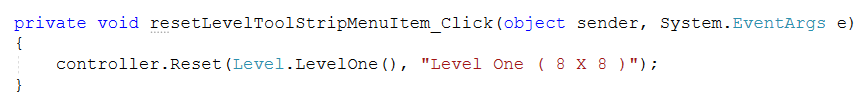 private void resetLevelToolStripMenuItem_Click(object sender, System.EventArgs e)
{
    controller.Reset(Level.LevelOne(), "Level One ( 8 X 8 )");
}